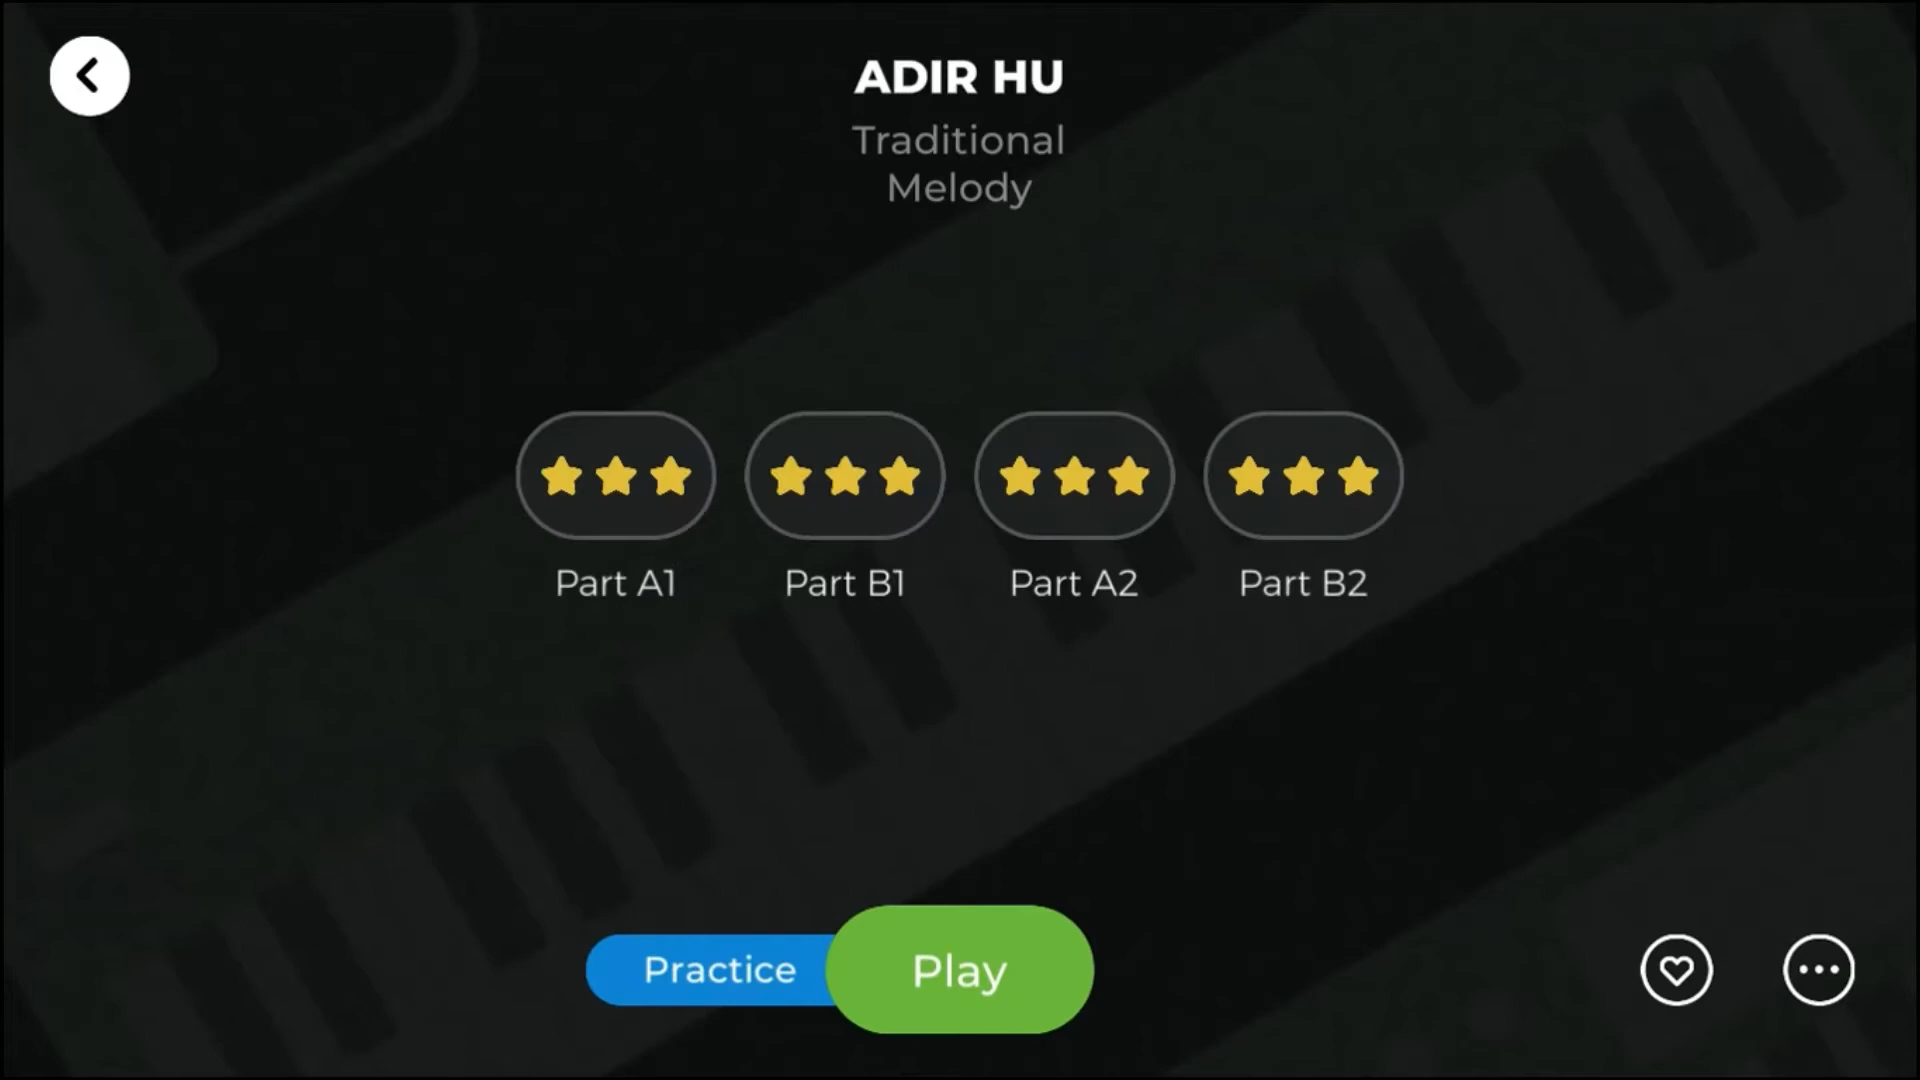 ADIR HU
Traditional
Melody
Part A1
Part B1
Part A2
Part B2
Practice
Play